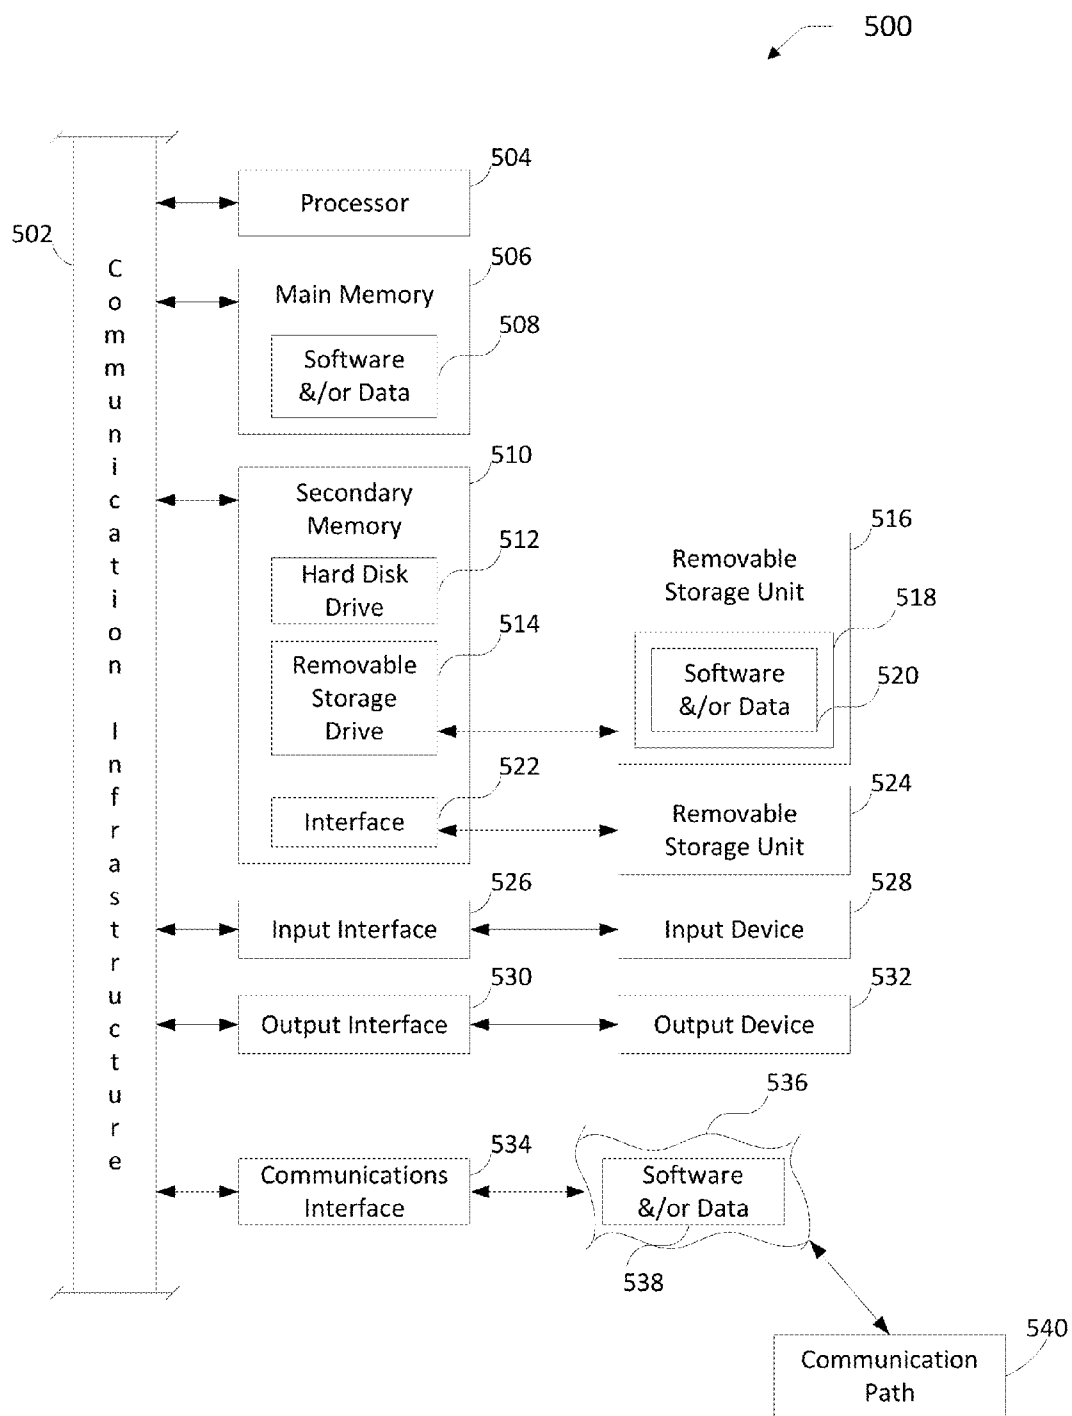 500
504
Processor
502
Communication Infrastructure
506
Main Memory
508
Software
&/or Data
510
Secondary
Memory
512
Hard Disk
Drive
514
Removable
Storage
Drive
516
Removable
Storage Unit
518
Software
&/or Data
520
522
Interface
524
Removable
Storage Unit
526
Input Interface
528
Input Device
530
Output Interface
532
Output Device
534
Communications
Interface
536
Software
&/or Data
538
540
Communication
Path